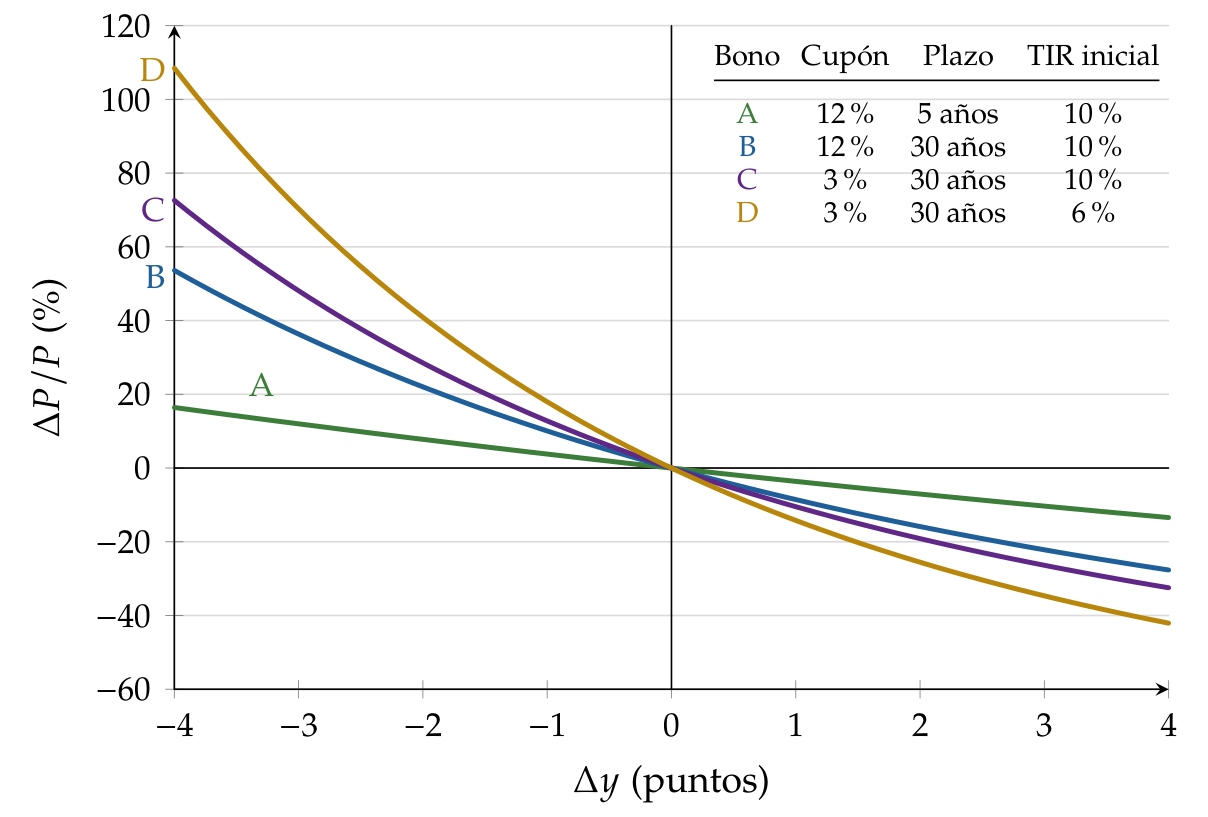 120
100
80
60
40
20
0
−20
−40
−60
ΔP/P (%)
D
C
B
A
Bono Cupón Plazo TIR inicial
A 12 % 5 años 10 %
B 12 % 30 años 10 %
C 3 % 30 años 10 %
D 3 % 30 años 6 %
−4 −3 −2 −1 0 1 2 3 4
Δy (puntos)